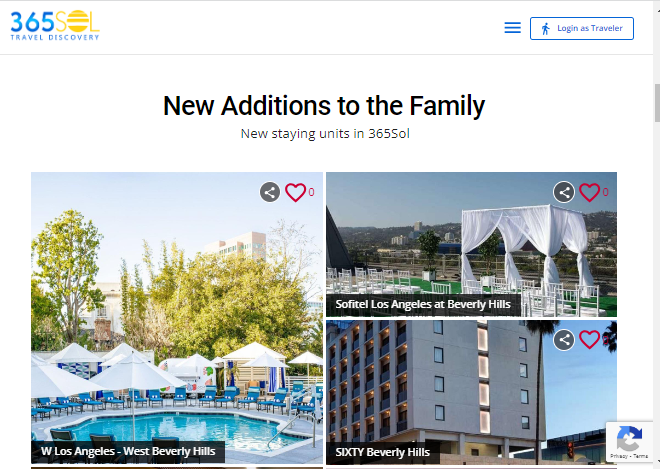 365SOL
TRAVEL DISCOVERY
Login as Traveler
New Additions to the Family
New staying units in 365Sol
0
0
Sofitel Los Angeles at Beverly Hills
W Los Angeles - West Beverly Hills
SIXTY Beverly Hills
Privacy - Terms